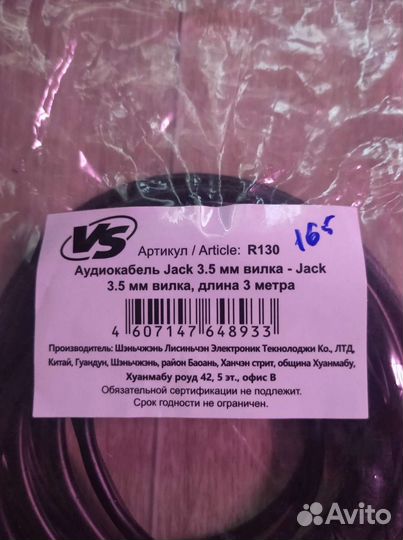 VS
Артикул / Article: R130
165
Аудиокабель Jack 3.5 мм вилка - Jack
3.5 мм вилка, длина 3 метра
4 607147 648933
Производитель: Шэньчжэнь Лисиньчэн Электроник Текнолоджи Ко., ЛТД,
Китай, Гуандун, Шэньчжэнь, район Баоань, Ханчэн стрит, община Хуанмабу,
Хуанмабу роуд 42, 5 эт., офис В
Обязательной сертификации не подлежит.
Срок годности не ограничен.
Avito